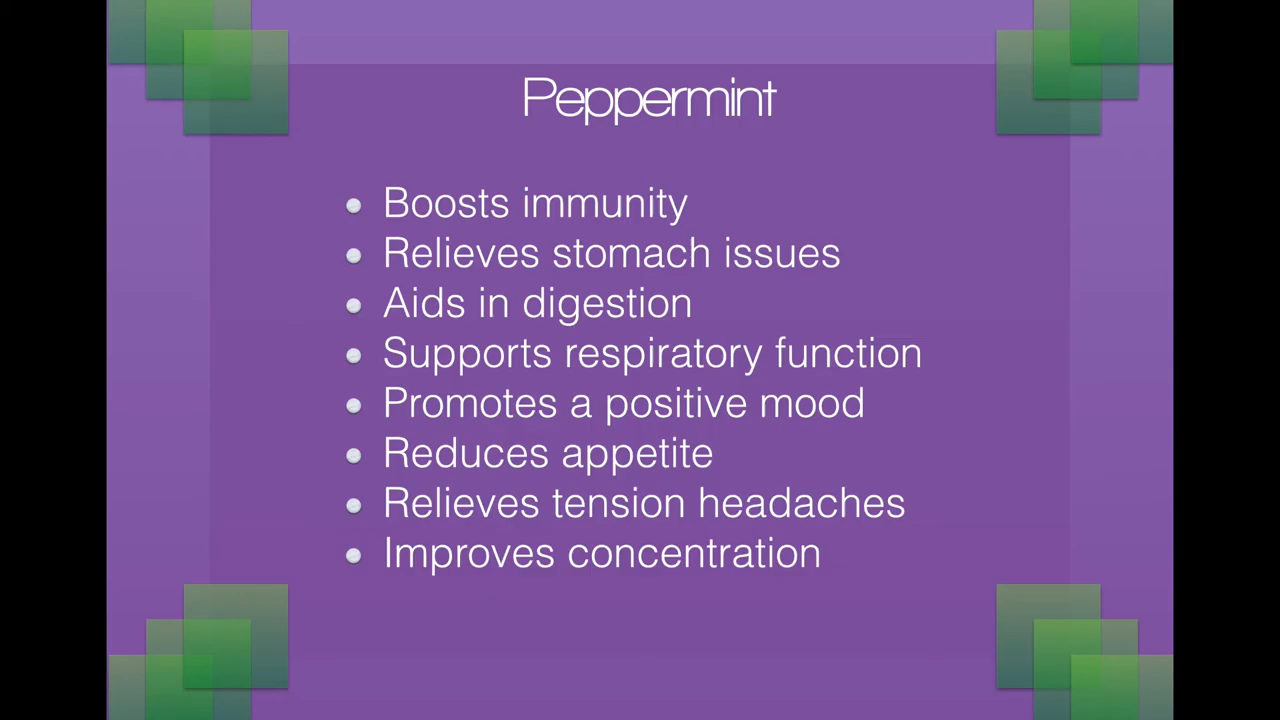 Peppermint
Boosts immunity
Relieves stomach issues
Aids in digestion
Supports respiratory function
Promotes a positive mood
Reduces appetite
Relieves tension headaches
Improves concentration